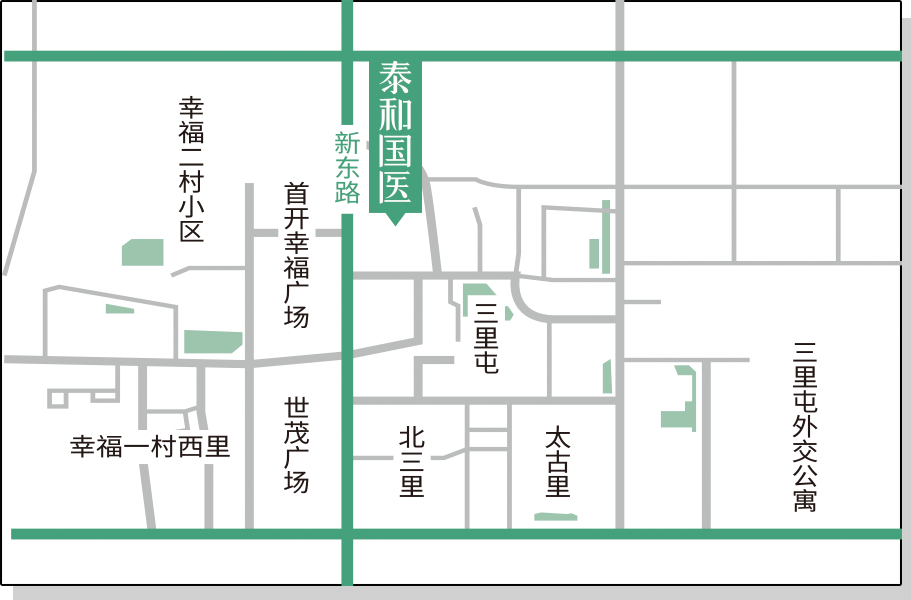 泰和国医
新东路
幸福二村小区
首开幸福广场
三里屯
世茂广场
幸福一村西里
北三里
太古里
三里屯外交公寓